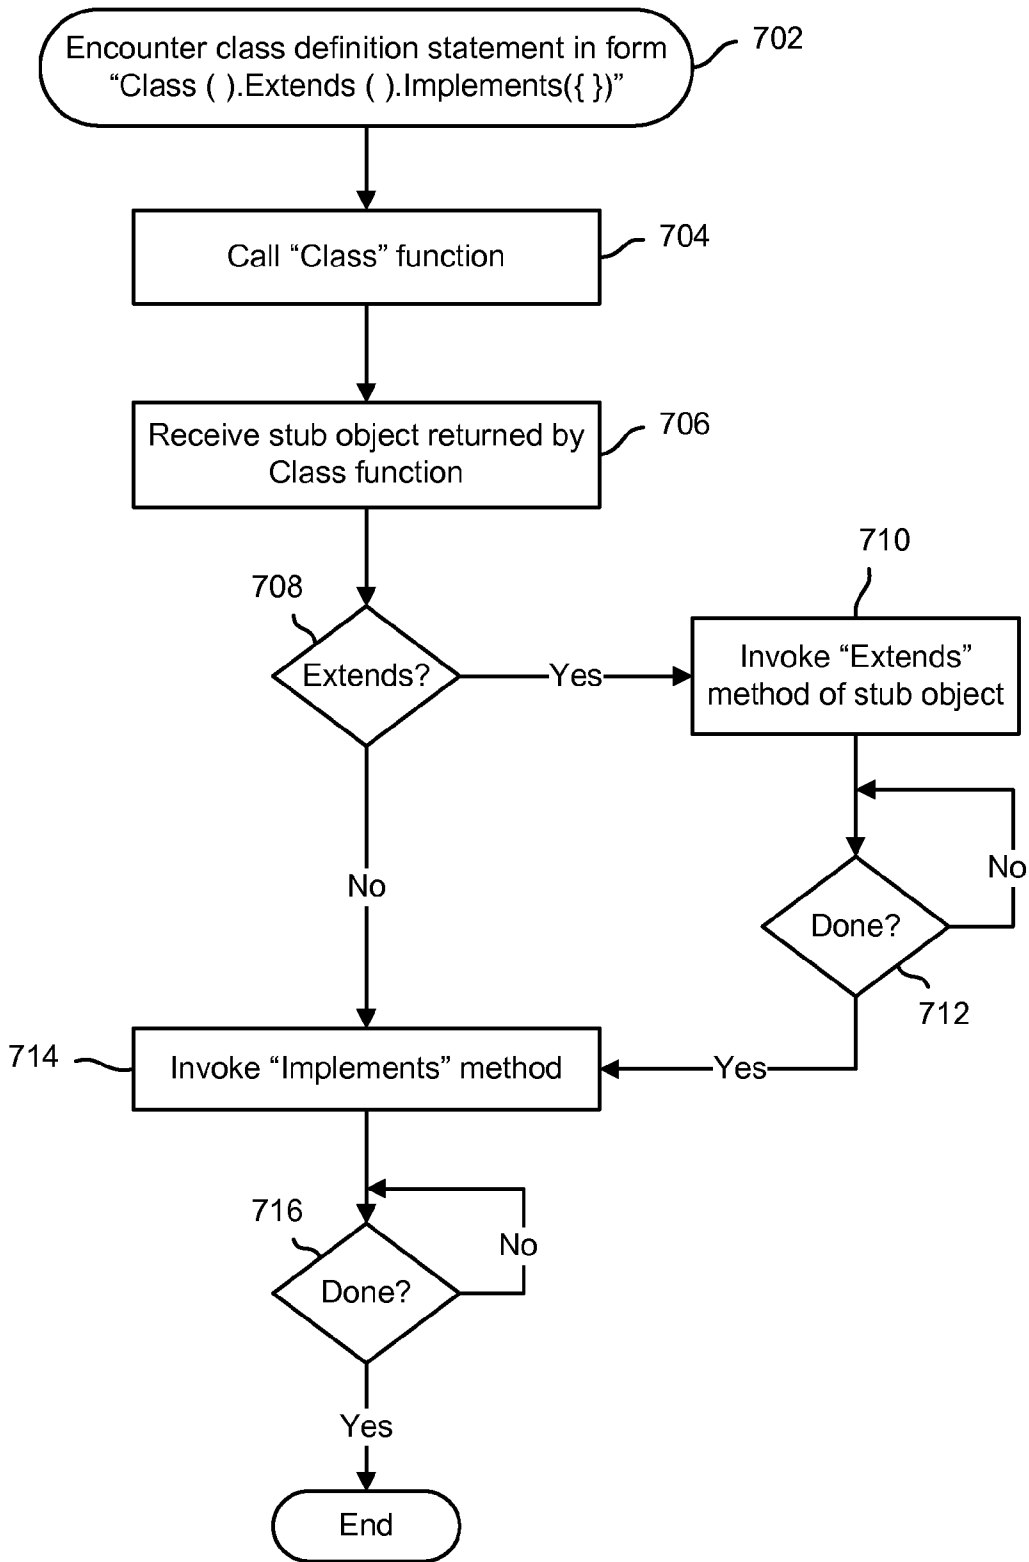 Encounter class definition statement in form
“Class ( ).Extends ( ).Implements({ })”
702
Call “Class” function
704
Receive stub object returned by
Class function
706
708
Extends?
Yes
710
Invoke “Extends”
method of stub object
No
No
Done?
712
714
Invoke “Implements” method
Yes
716
No
Done?
Yes
End